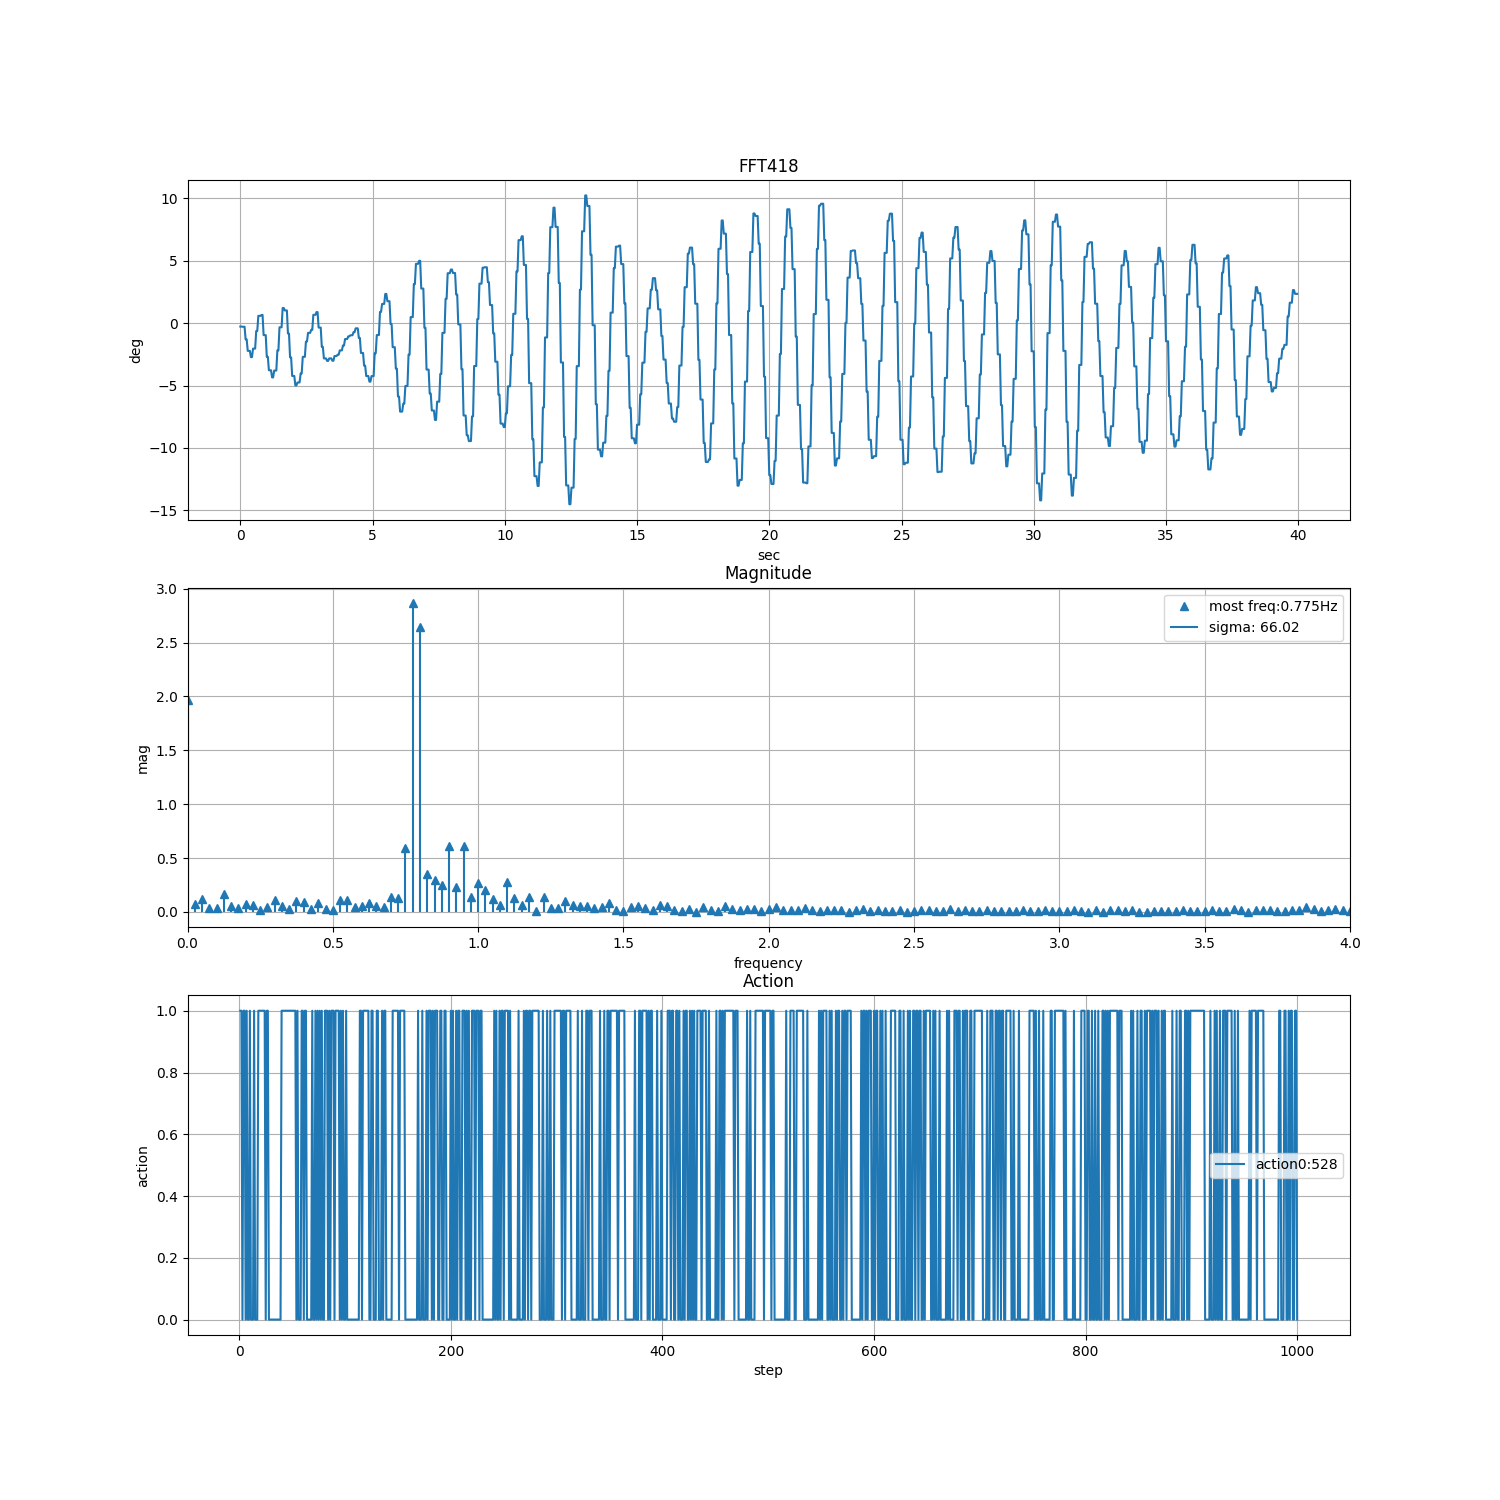 FFT418
10
5
0
−5
−10
−15
deg
0 5 10 15 20 25 30 35 40
sec
Magnitude
3.0
2.5
2.0
1.5
1.0
0.5
0.0
mag
most freq:0.775Hz
sigma: 66.02
0.0 0.5 1.0 1.5 2.0 2.5 3.0 3.5 4.0
frequency
Action
1.0
0.8
0.6
0.4
0.2
0.0
action
action0:528
0 200 400 600 800 1000
step